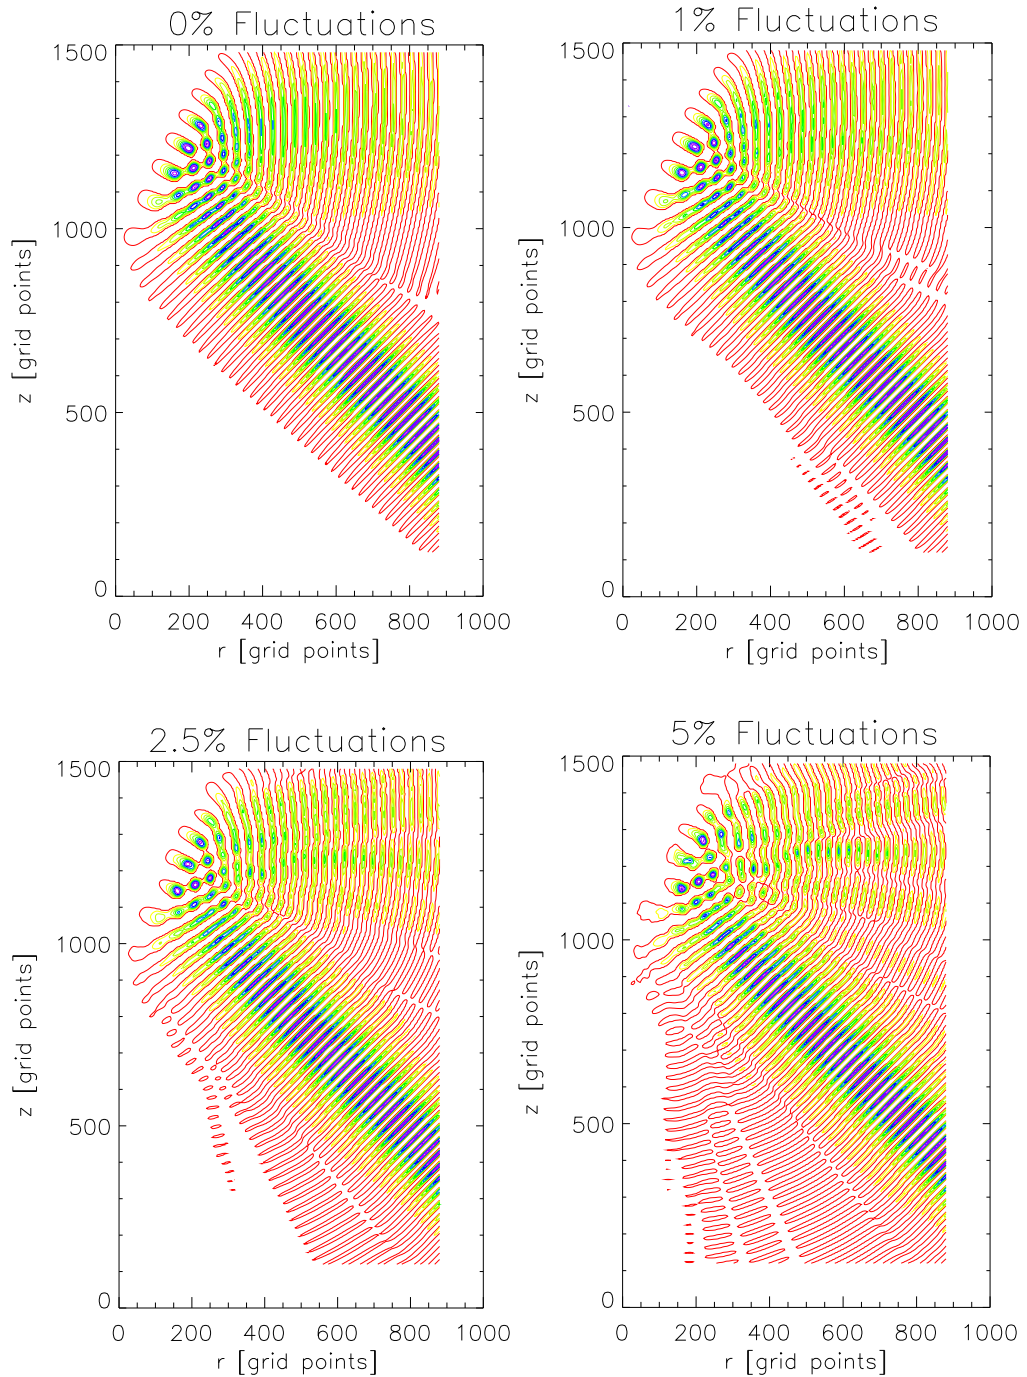 0% Fluctuations
1500
1000
500
0
z [grid points]
0 200 400 600 800 1000
r [grid points]
1% Fluctuations
1500
1000
500
0
z [grid points]
0 200 400 600 800 1000
r [grid points]
2.5% Fluctuations
1500
1000
500
0
z [grid points]
0 200 400 600 800 1000
r [grid points]
5% Fluctuations
1500
1000
500
0
z [grid points]
0 200 400 600 800 1000
r [grid points]